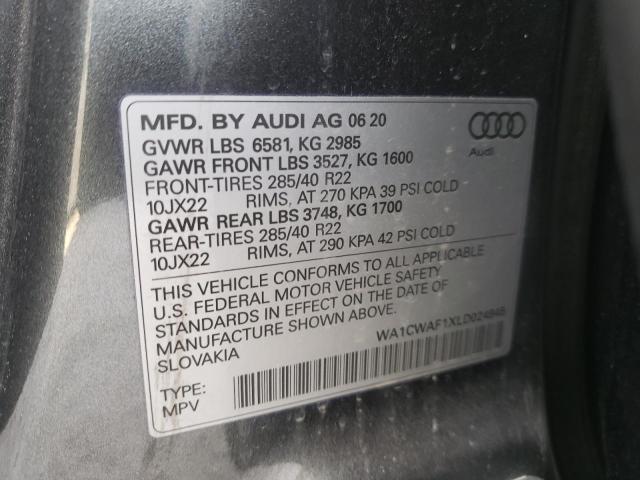 MFD. BY AUDI AG 06 20
GVWR LBS 6581, KG 2985
GAWR FRONT LBS 3527, KG 1600
FRONT-TIRES 285/40 R22
10JX22 RIMS, AT 270 KPA 39 PSI COLD
GAWR REAR LBS 3748, KG 1700
REAR-TIRES 285/40 R22
10JX22 RIMS, AT 290 KPA 42 PSI COLD
Audi
THIS VEHICLE CONFORMS TO ALL APPLICABLE
U.S. FEDERAL MOTOR VEHICLE SAFETY
STANDARDS IN EFFECT ON THE DATE OF
MANUFACTURE SHOWN ABOVE.
SLOVAKIA
TYPE:
MPV